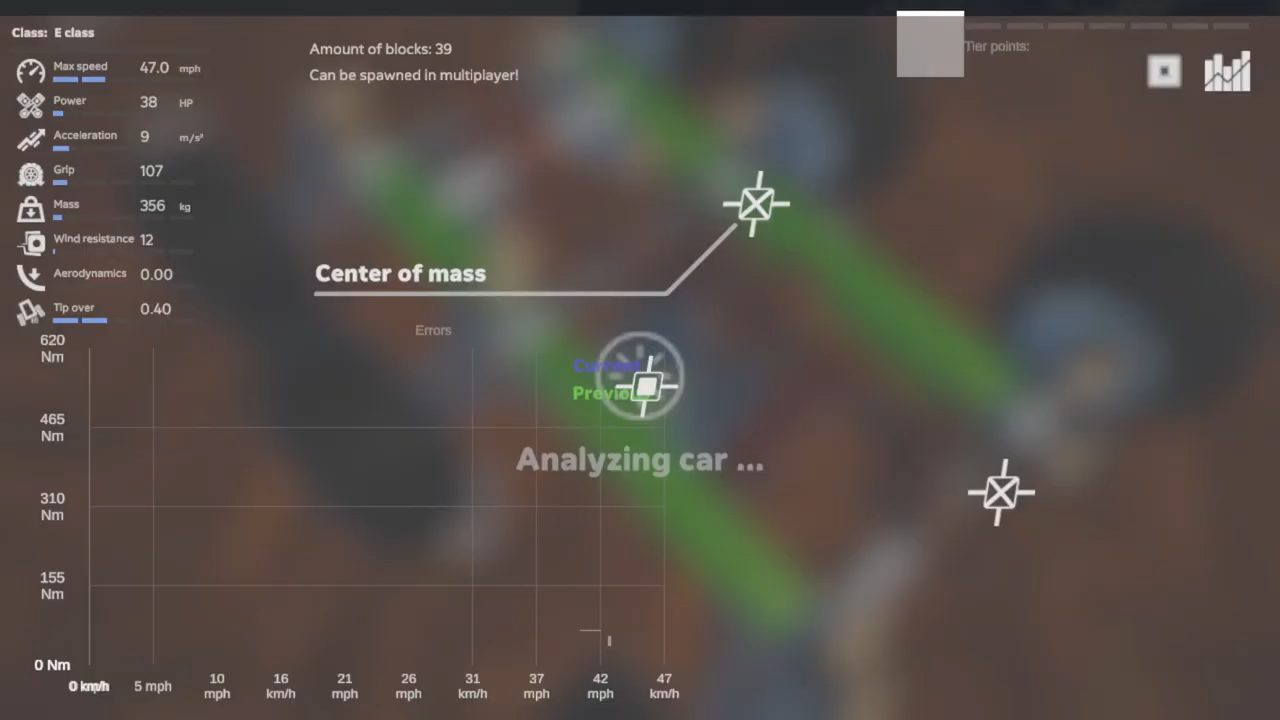 Class: E class
Max speed 47.0 mph
Power 38 HP
Acceleration 9 m/s²
Grip 107
Mass 356 kg
Wind resistance 12
Aerodynamics 0.00
Tip over 0.40
Amount of blocks: 39
Can be spawned in multiplayer!
Tier points:
Center of mass
Errors
Current
Previo
Analyzing car ...
620 Nm
465 Nm
310 Nm
155 Nm
0 Nm
0 km/h
5 mph
10 mph
16 km/h
21 mph
26 mph
31 km/h
37 mph
42 mph
47 km/h